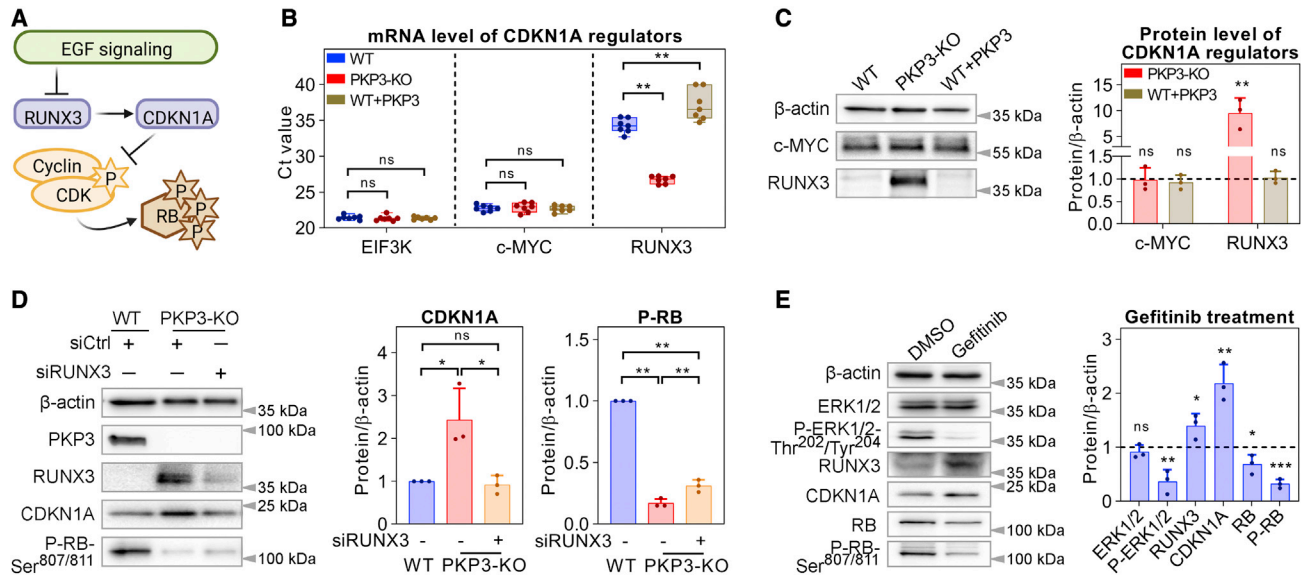 A
EGF signaling
RUNX3
CDKN1A
Cyclin
CDK
P
RB
P
P
P
B
mRNA level of CDKN1A regulators
WT
PKP3-KO
WT+PKP3
Ct value
40
35
30
25
20
ns
ns
ns
ns
**
**
EIF3K
c-MYC
RUNX3
C
WT
PKP3-KO
WT+PKP3
β-actin
35 kDa
c-MYC
55 kDa
RUNX3
35 kDa
Protein level of
CDKN1A regulators
PKP3-KO
WT+PKP3
Protein/β-actin
15
10
5
1.5
1.0
0.5
0
ns
ns
**
ns
c-MYC
RUNX3
D
WT
PKP3-KO
siCtrl
+
+
–
siRUNX3
–
–
+
β-actin
35 kDa
PKP3
100 kDa
RUNX3
35 kDa
CDKN1A
25 kDa
P-RB-
Ser807/811
100 kDa
CDKN1A
Protein/β-actin
4
3
2
1
0
ns
*
*
siRUNX3
-
-
+
WT
PKP3-KO
P-RB
Protein/β-actin
1.5
1.0
0.5
0.0
**
**
**
siRUNX3
-
-
+
WT
PKP3-KO
E
DMSO
Gefitinib
β-actin
35 kDa
ERK1/2
35 kDa
P-ERK1/2-
Thr202/Tyr204
35 kDa
RUNX3
35 kDa
CDKN1A
25 kDa
RB
100 kDa
P-RB-
Ser807/811
100 kDa
Gefitinib treatment
Protein/β-actin
3
2
1
0
ns
**
*
**
*
***
ERK1/2
P-ERK1/2
RUNX3
CDKN1A
RB
P-RB